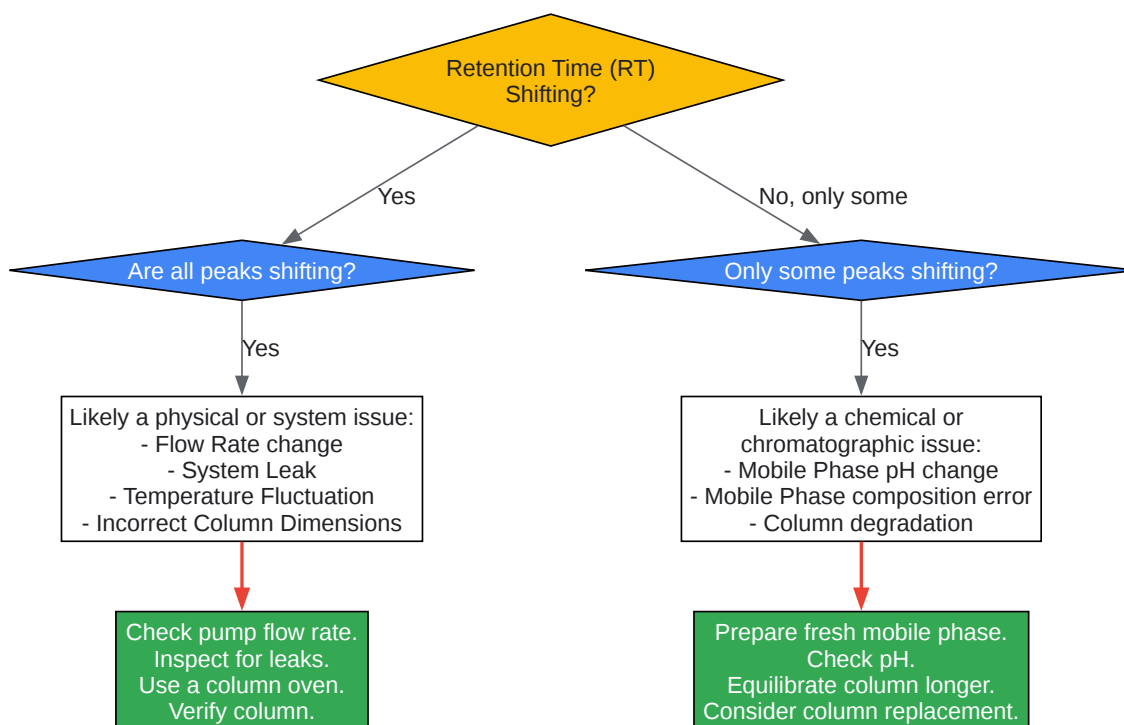 Retention Time (RT)
Shifting?
Yes
No, only some
Are all peaks shifting?
Only some peaks shifting?
Yes
Yes
Likely a physical or system issue:
- Flow Rate change
- System Leak
- Temperature Fluctuation
- Incorrect Column Dimensions
Likely a chemical or
chromatographic issue:
- Mobile Phase pH change
- Mobile Phase composition error
- Column degradation
Check pump flow rate.
Inspect for leaks.
Use a column oven.
Verify column.
Prepare fresh mobile phase.
Check pH.
Equilibrate column longer.
Consider column replacement.